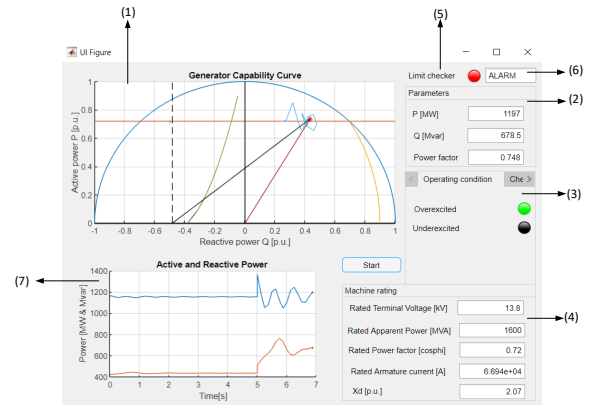 (1)
(5)
UI Figure
Generator Capability Curve
Limit checker
ALARM
(6)
Parameters
(2)
P [MW]
1197
Q [Mvar]
678.5
Power factor
0.748
Active power P [p.u.]
1
0.8
0.6
0.4
0.2
0
-1
-0.8
-0.6
-0.4
-0.2
0
0.2
0.4
0.6
0.8
1
Reactive power Q [p.u.]
< Operating condition Che >
(3)
Overexcited
Underexcited
(7)
Active and Reactive Power
Start
Power [MW & Mvar]
1400
1200
1000
800
600
400
0
1
2
3
4
5
6
7
Time[s]
Machine rating
Rated Terminal Voltage [kV]
13.8
(4)
Rated Apparent Power [MVA]
1600
Rated Power factor [cosphi]
0.72
Rated Armature current [A]
6.694e+04
Xd [p.u.]
2.07